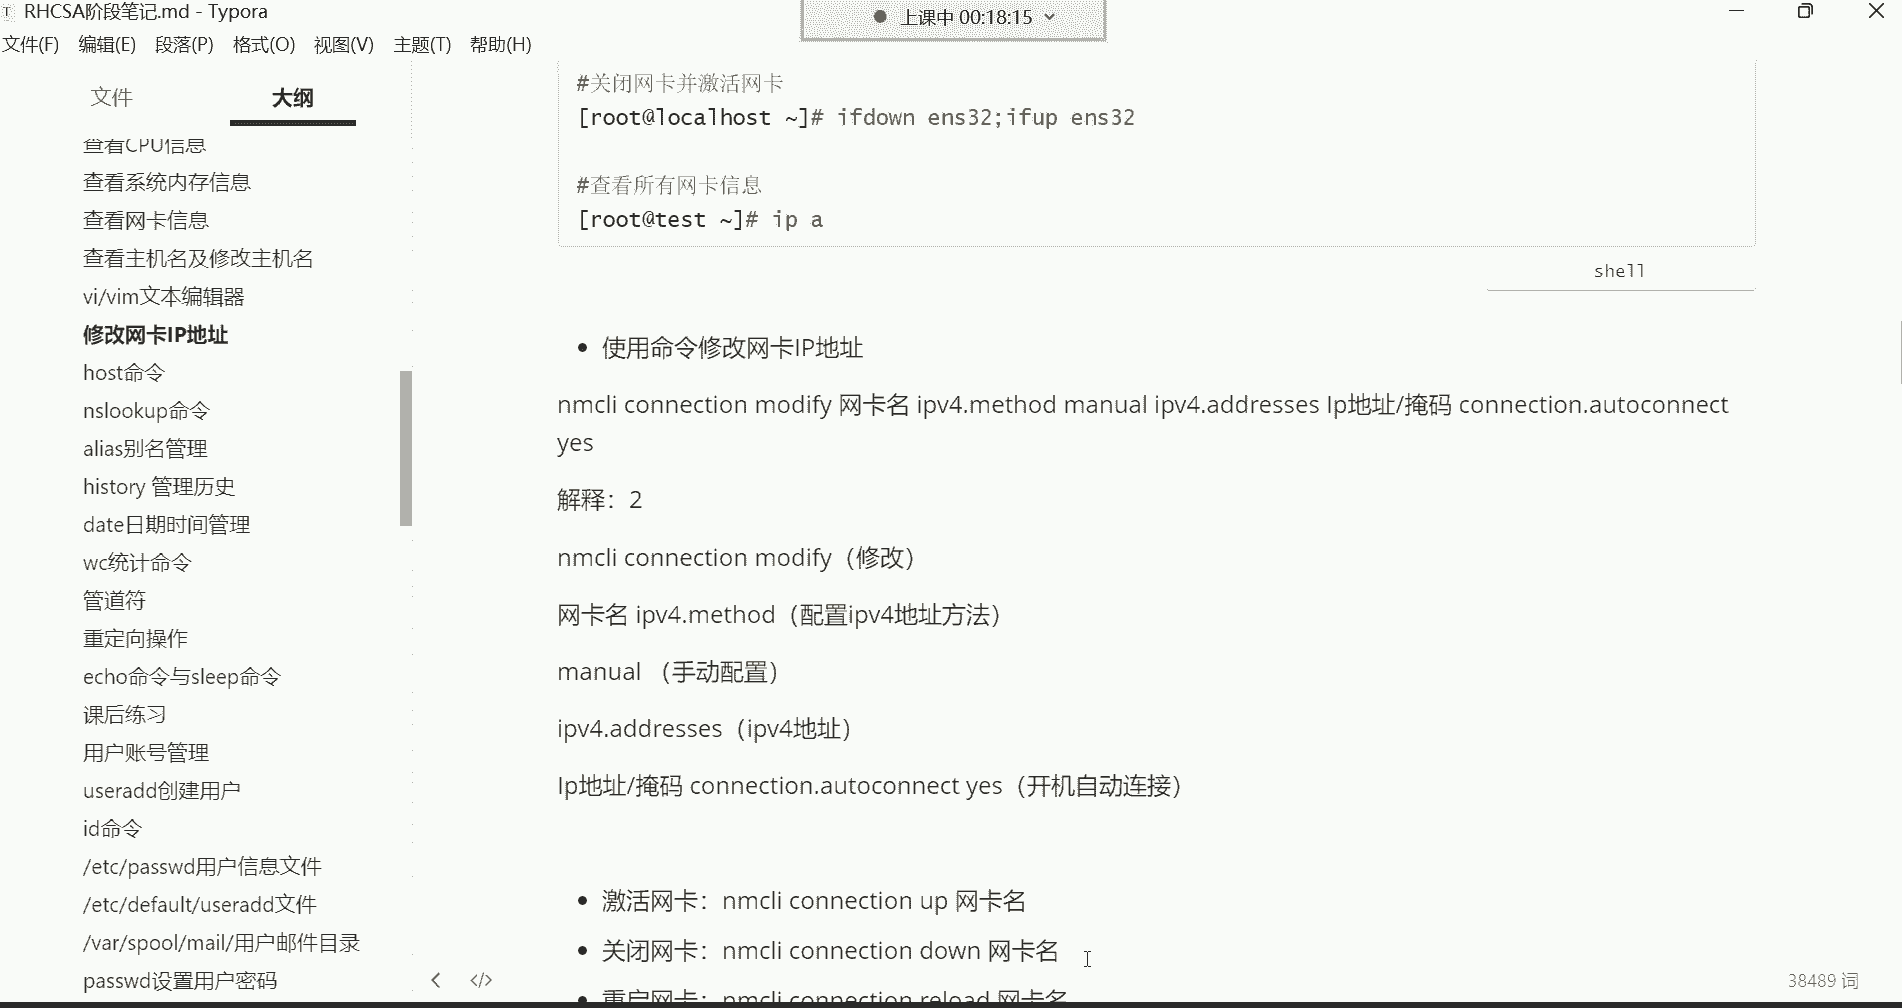 RHCSA阶段笔记.md - Typora
上课中 00:18:15
文件(F) 编辑(E) 段落(P) 格式(O) 视图(V) 主题(T) 帮助(H)
文件 大纲
查看CPU信息
查看系统内存信息
查看网卡信息
查看主机名及修改主机名
vi/vim文本编辑器
修改网卡IP地址
host命令
nslookup命令
alias别名管理
history 管理历史
date日期时间管理
wc统计命令
管道符
重定向操作
echo命令与sleep命令
课后练习
用户账号管理
useradd创建用户
id命令
/etc/passwd用户信息文件
/etc/default/useradd文件
/var/spool/mail/用户邮件目录
passwd设置用户密码
#关闭网卡并激活网卡
[root@localhost ~]# ifdown ens32;ifup ens32
#查看所有网卡信息
[root@test ~]# ip a
shell
使用命令修改网卡IP地址
nmcli connection modify 网卡名 ipv4.method manual ipv4.addresses Ip地址/掩码 connection.autoconnect
yes
解释：2
nmcli connection modify（修改）
网卡名 ipv4.method（配置ipv4地址方法）
manual （手动配置）
ipv4.addresses（ipv4地址）
Ip地址/掩码 connection.autoconnect yes（开机自动连接）
激活网卡：nmcli connection up 网卡名
关闭网卡：nmcli connection down 网卡名
重启网卡：nmcli connection reload 网卡名
38489 词